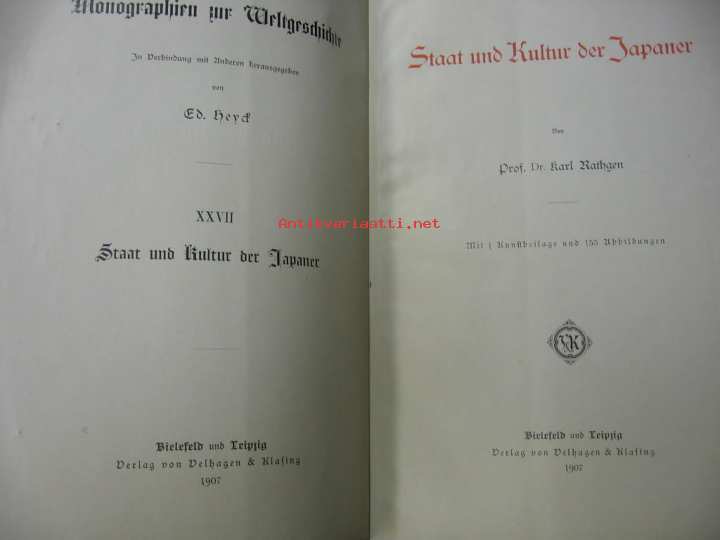 Monographien zur Weltgeschichte
In Verbindung mit Anderen herausgegeben
von
Ed. Heyck
XXVII
Staat und Kultur der Japaner
Bielefeld und Leipzig
Verlag von Velhagen & Klasing
1907
Staat und Kultur der Japaner
Von
Prof. Dr. Karl Rathgen
Mit 1 Kunstbeilage und 155 Abbildungen
VK
Bielefeld und Leipzig
Verlag von Velhagen & Klasing
1907
Antikvariaatti.net